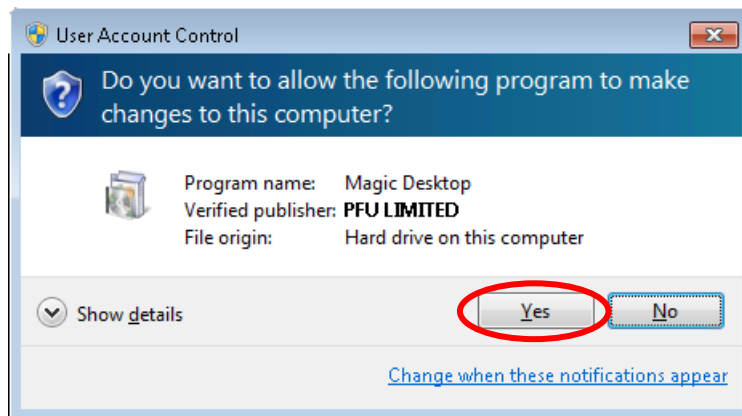 User Account Control
Do you want to allow the following program to make
changes to this computer?
Program name: Magic Desktop
Verified publisher: PFU LIMITED
File origin: Hard drive on this computer
Show details
Yes No
Change when these notifications appear